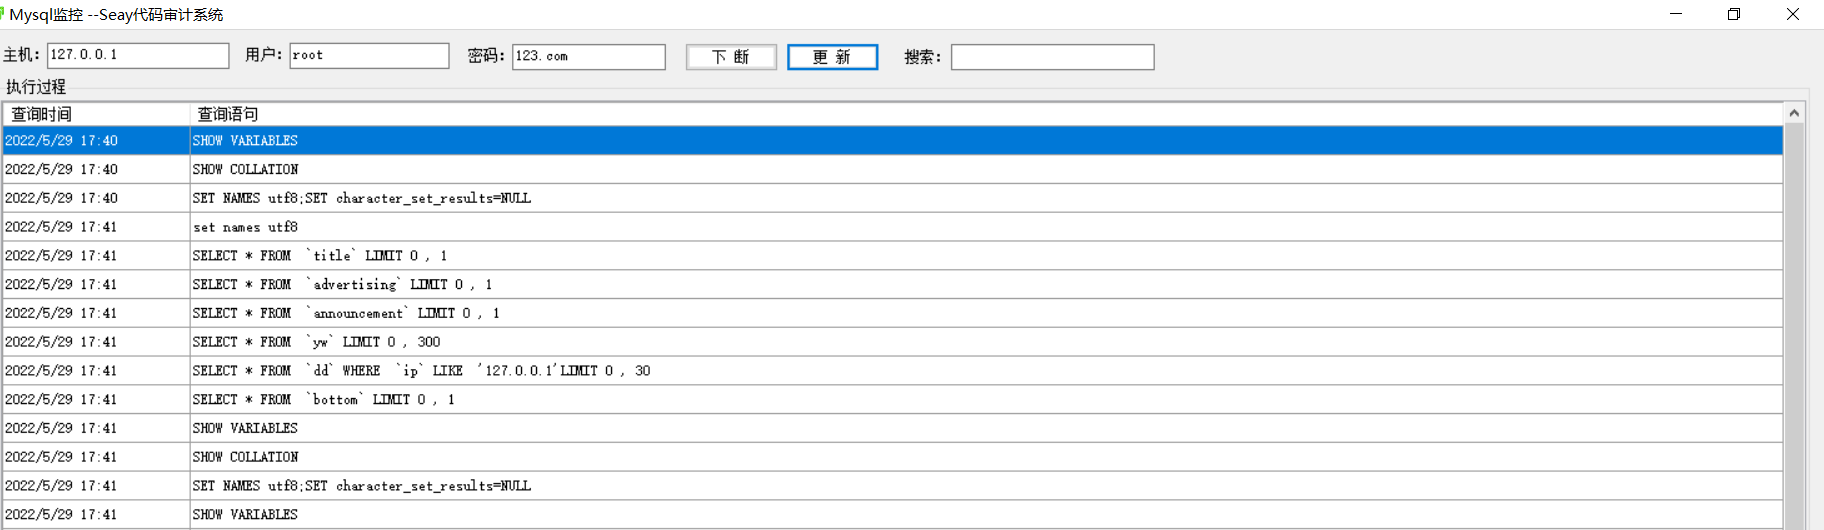 Mysql监控 --Seay代码审计系统
主机: 127.0.0.1 用户: root 密码: 123.com 下 断 更 新 搜索:
执行过程
查询时间 查询语句
2022/5/29 17:40 SHOW VARIABLES
2022/5/29 17:40 SHOW COLLATION
2022/5/29 17:40 SET NAMES utf8;SET character_set_results=NULL
2022/5/29 17:41 set names utf8
2022/5/29 17:41 SELECT * FROM `title` LIMIT 0 , 1
2022/5/29 17:41 SELECT * FROM `advertising` LIMIT 0 , 1
2022/5/29 17:41 SELECT * FROM `announcement` LIMIT 0 , 1
2022/5/29 17:41 SELECT * FROM `yw` LIMIT 0 , 300
2022/5/29 17:41 SELECT * FROM `dd` WHERE `ip` LIKE '127.0.0.1'LIMIT 0 , 30
2022/5/29 17:41 SELECT * FROM `bottom` LIMIT 0 , 1
2022/5/29 17:41 SHOW VARIABLES
2022/5/29 17:41 SHOW COLLATION
2022/5/29 17:41 SET NAMES utf8;SET character_set_results=NULL
2022/5/29 17:41 SHOW VARIABLES